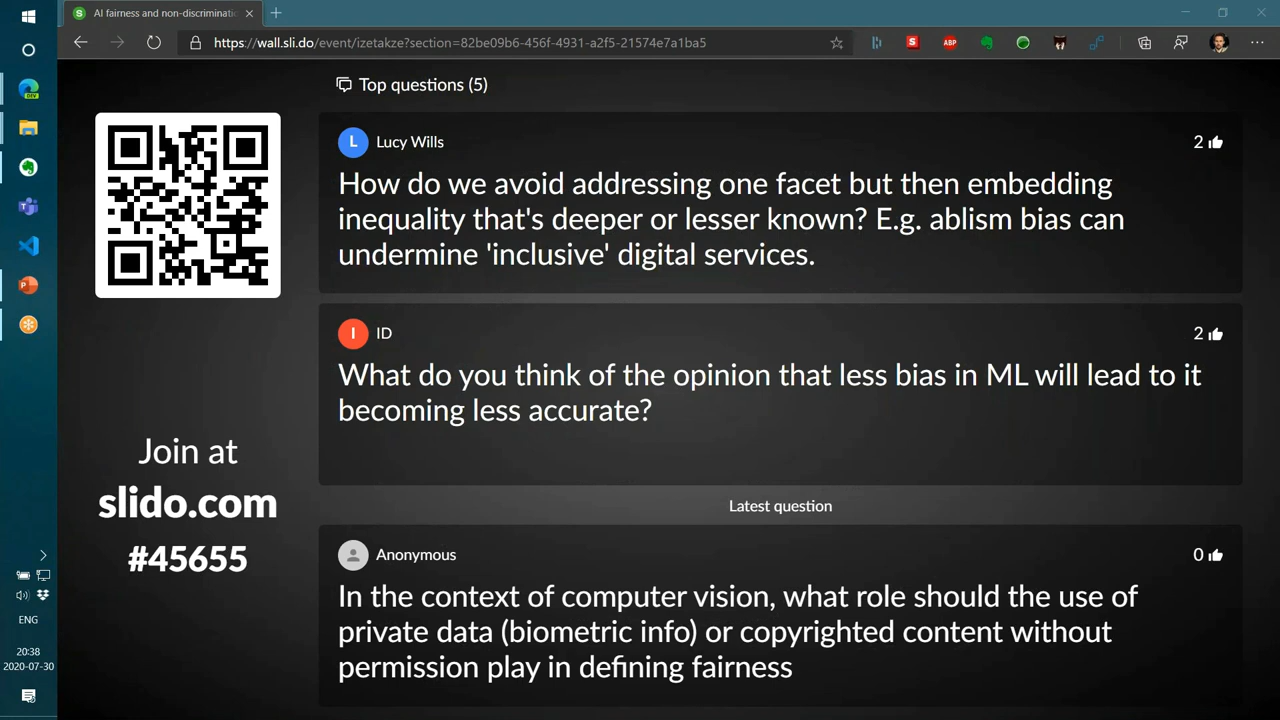 AI fairness and non-discriminatio
https://wall.sli.do/event/izetakze?section=82be09b6-456f-4931-a2f5-21574e7a1ba5
ABP
Top questions (5)
L Lucy Wills
2
How do we avoid addressing one facet but then embedding
inequality that's deeper or lesser known? E.g. ablism bias can
undermine 'inclusive' digital services.
I ID
2
What do you think of the opinion that less bias in ML will lead to it
becoming less accurate?
Join at
slido.com
#45655
Latest question
Anonymous
0
In the context of computer vision, what role should the use of
private data (biometric info) or copyrighted content without
permission play in defining fairness
ENG
20:38
2020-07-30